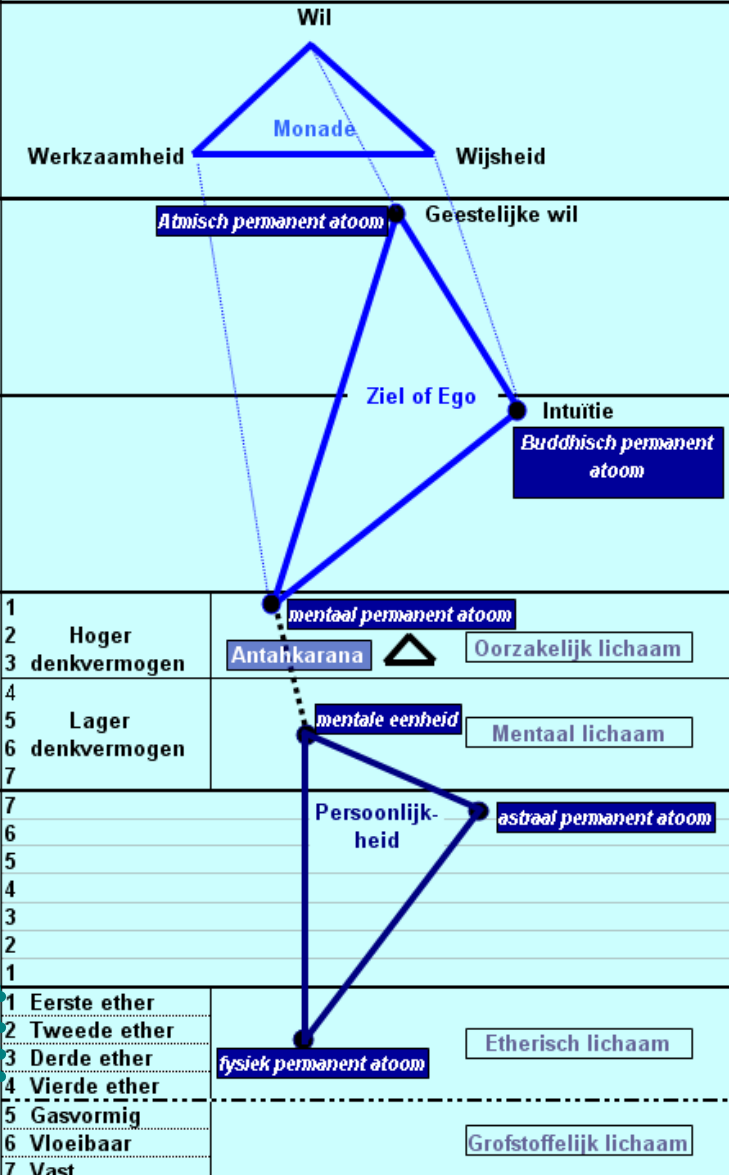 Wil
Monade
Werkzaamheid
Wijsheid
Atmisch permanent atoom
Geestelijke wil
Ziel of Ego
Intuïtie
Buddhisch permanent
atoom
1
mentaal permanent atoom
2 Hoger
3 denkvermogen
Antahkarana
Oorzakelijk lichaam
4
5 Lager
6 denkvermogen
7
mentale eenheid
Mentaal lichaam
7
Persoonlijk-
heid
astraal permanent atoom
6
5
4
3
2
1
1 Eerste ether
2 Tweede ether
3 Derde ether
4 Vierde ether
fysiek permanent atoom
Etherisch lichaam
5 Gasvormig
6 Vloeibaar
Grofstoffelijk lichaam
7 Vast